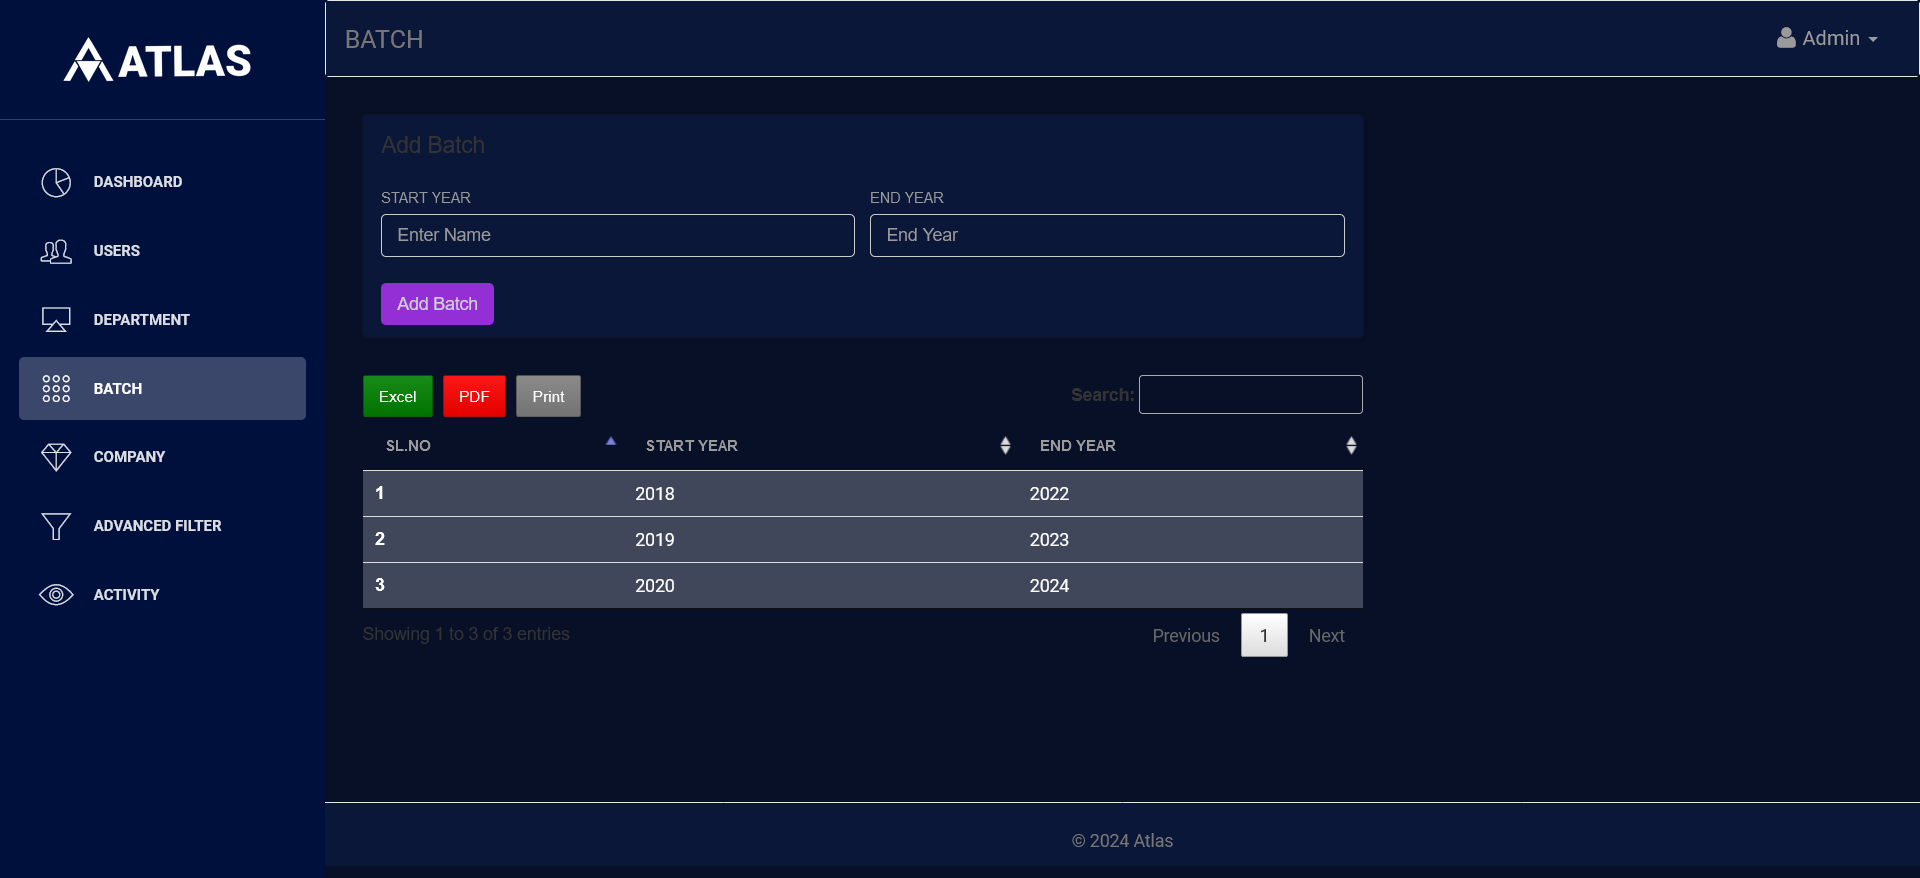 ATLAS
BATCH
Admin
DASHBOARD
USERS
DEPARTMENT
BATCH
COMPANY
ADVANCED FILTER
ACTIVITY
Add Batch
START YEAR END YEAR
Enter Name End Year
Add Batch
Excel PDF Print Search:
SL.NO START YEAR END YEAR
1 2018 2022
2 2019 2023
3 2020 2024
Showing 1 to 3 of 3 entries Previous 1 Next
© 2024 Atlas